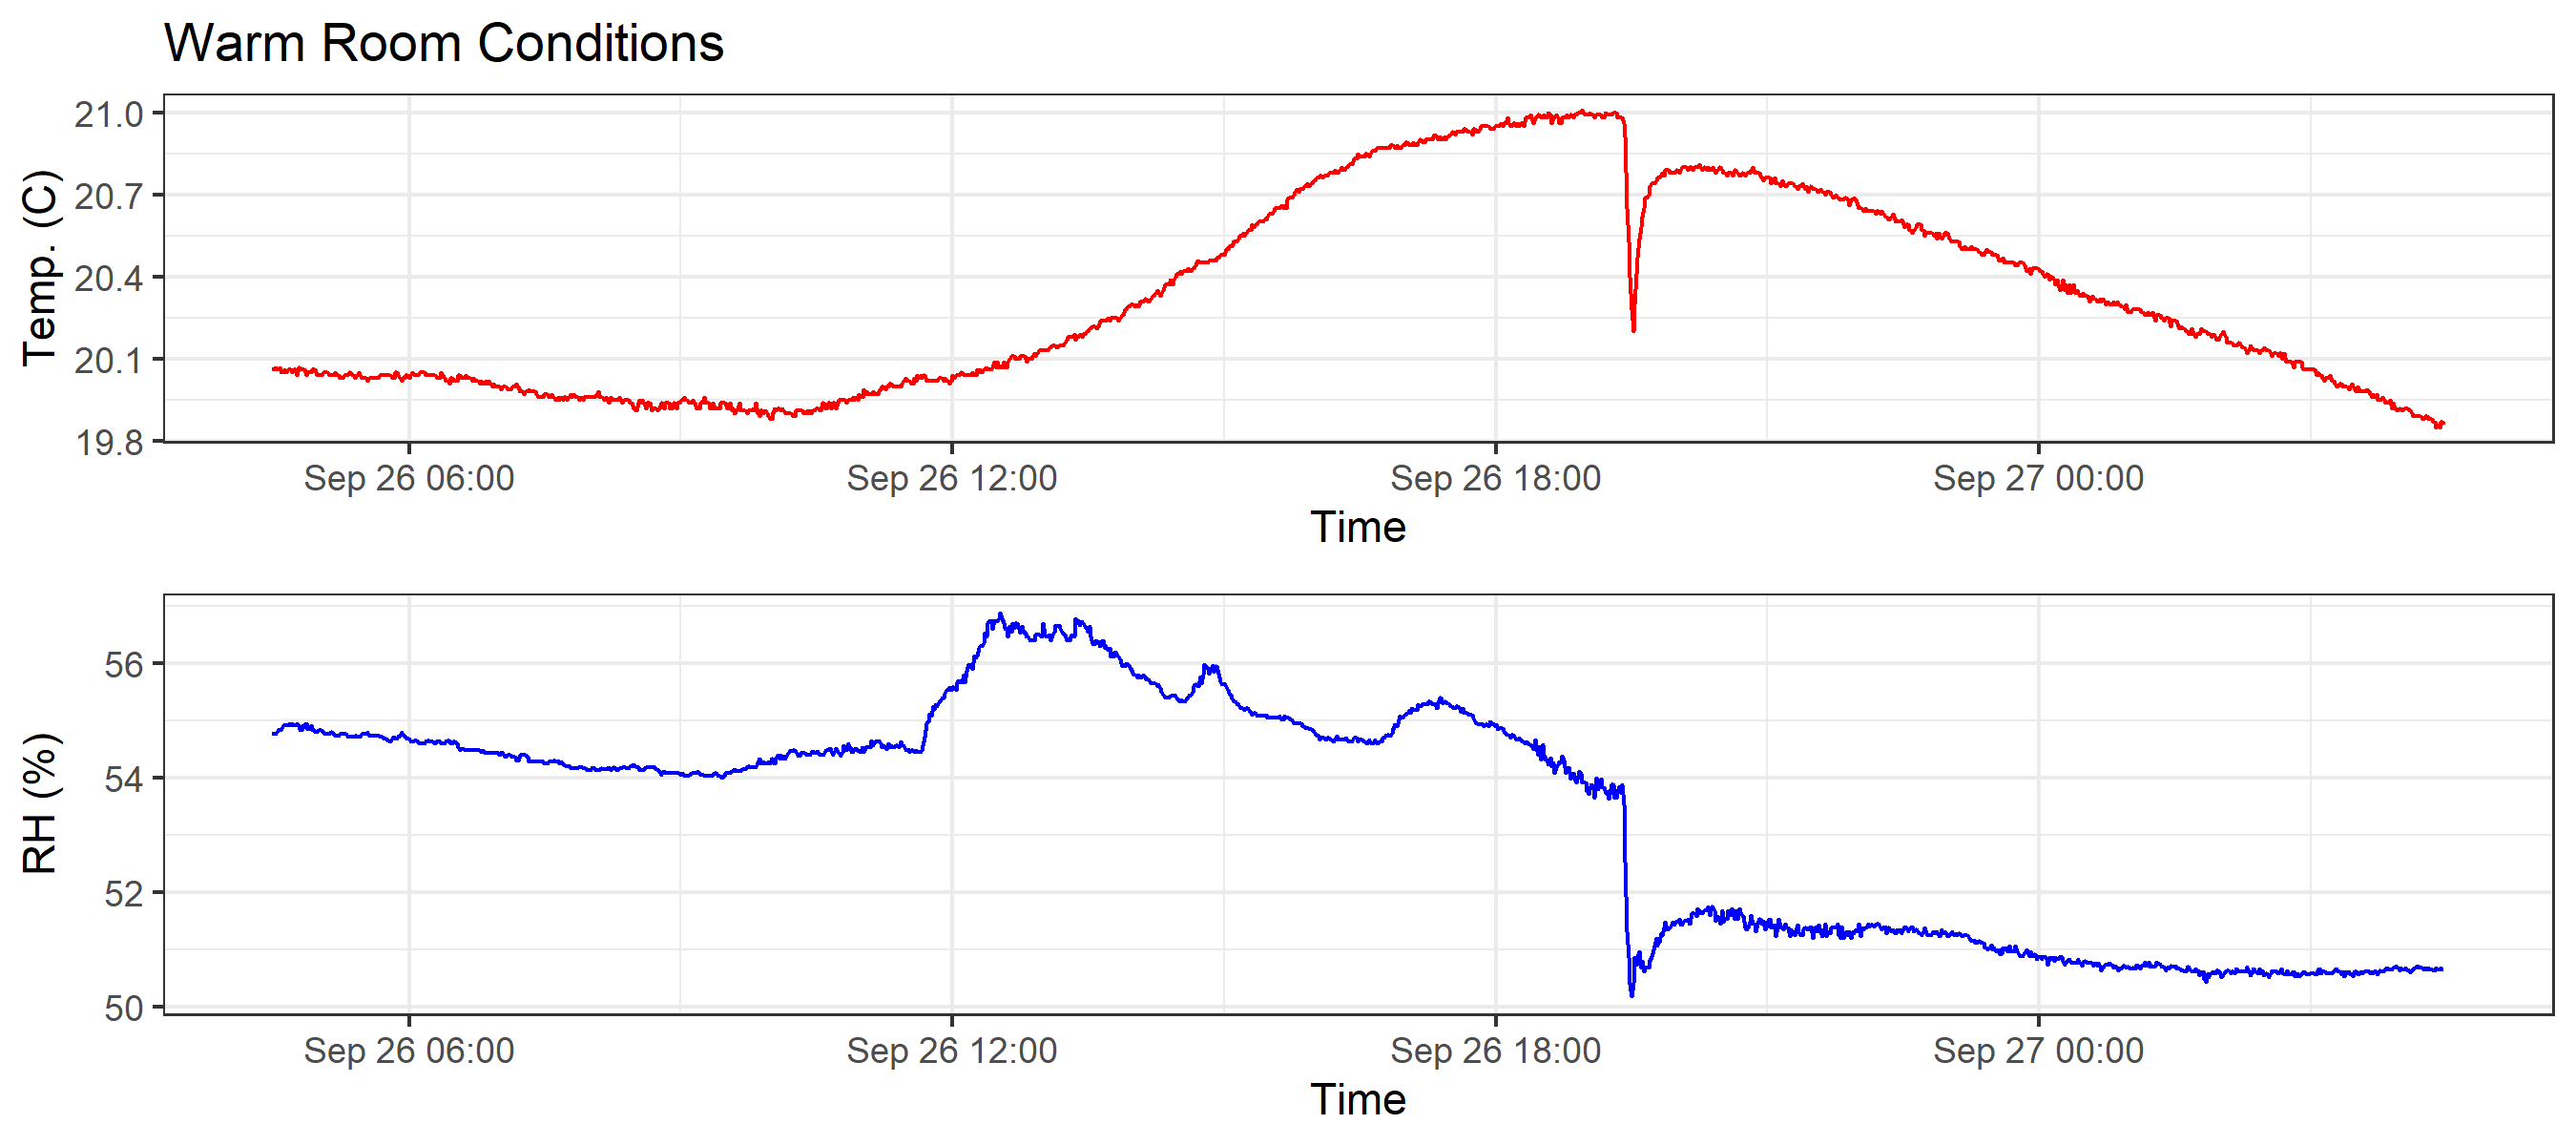 Warm Room Conditions
Temp. (C)
21.0
20.7
20.4
20.1
19.8
Sep 26 06:00 Sep 26 12:00 Sep 26 18:00 Sep 27 00:00
Time
RH (%)
56
54
52
50
Sep 26 06:00 Sep 26 12:00 Sep 26 18:00 Sep 27 00:00
Time